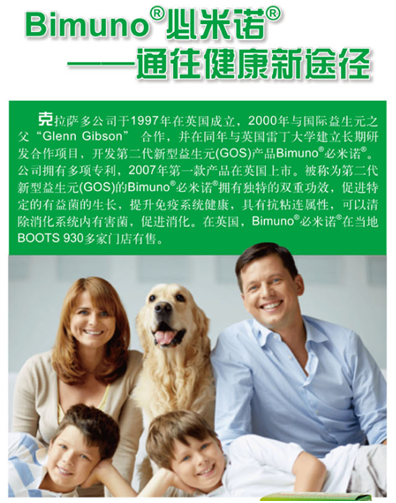 Bimuno®必米诺®
——通往健康新途径
克拉萨多公司于1997年在英国成立，2000年与国际益生元之
父“Glenn Gibson” 合作，并在同年与英国雷丁大学建立长期研
发合作项目，开发第二代新型益生元(GOS)产品Bimuno®必米诺®。
公司拥有多项专利，2007年第一款产品在英国上市。被称为第二代
新型益生元(GOS)的Bimuno®必米诺®拥有独特的双重功效，促进特
定的有益菌的生长，提升免疫系统健康，具有抗粘连属性，可以清
除消化系统内有害菌，促进消化。在英国，Bimuno®必米诺®在当地
BOOTS 930多家门店有售。